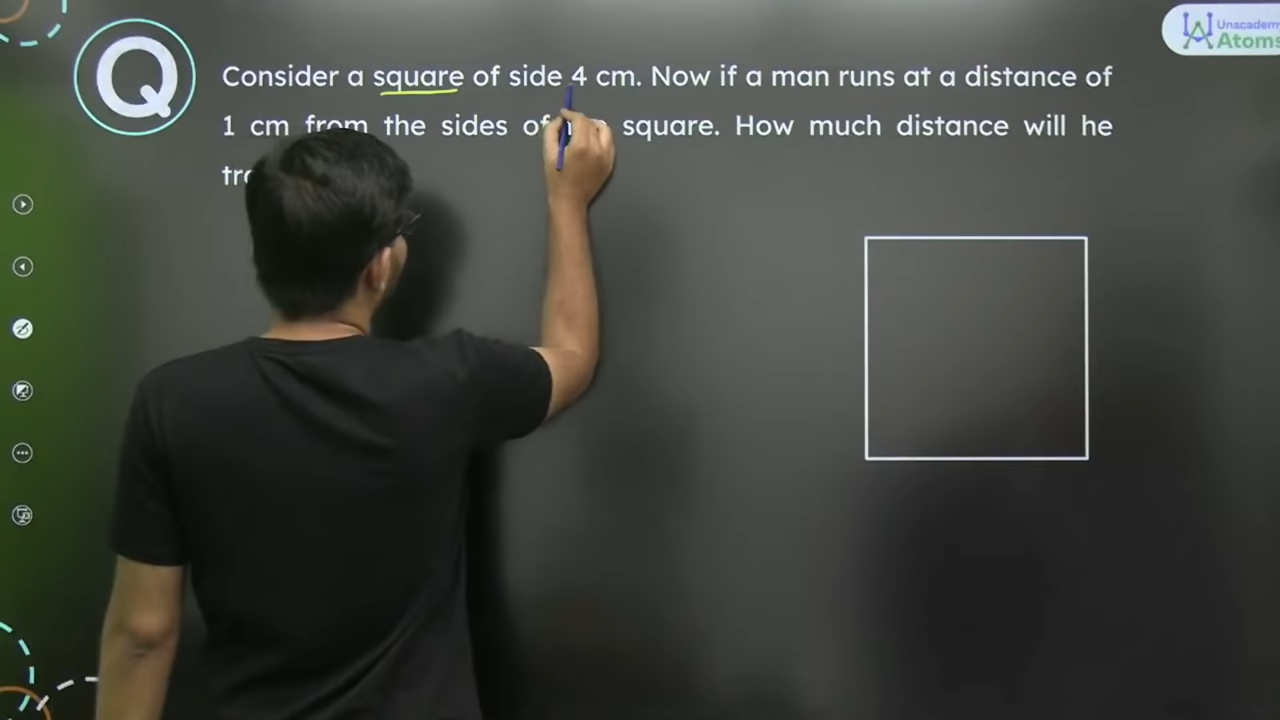 Q
Consider a square of side 4 cm. Now if a man runs at a distance of
1 cm from the sides of square. How much distance will he
Unacademy
Atoms